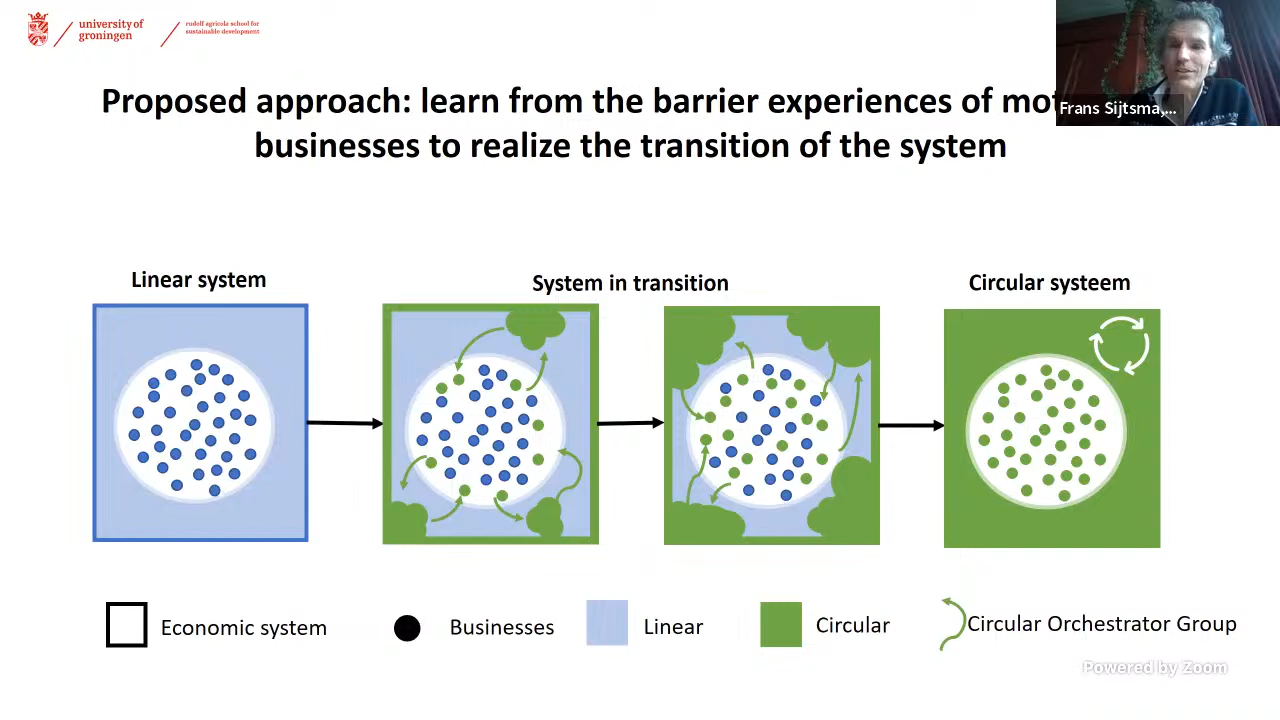 university of
groningen
rudolf agricola school for
sustainable development
Proposed approach: learn from the barrier experiences of
businesses to realize the transition of the system
Frans Sijtsma,...
Linear system
System in transition
Circular systeem
Economic system
Businesses
Linear
Circular
Circular Orchestrator Group
Powered by Zoom